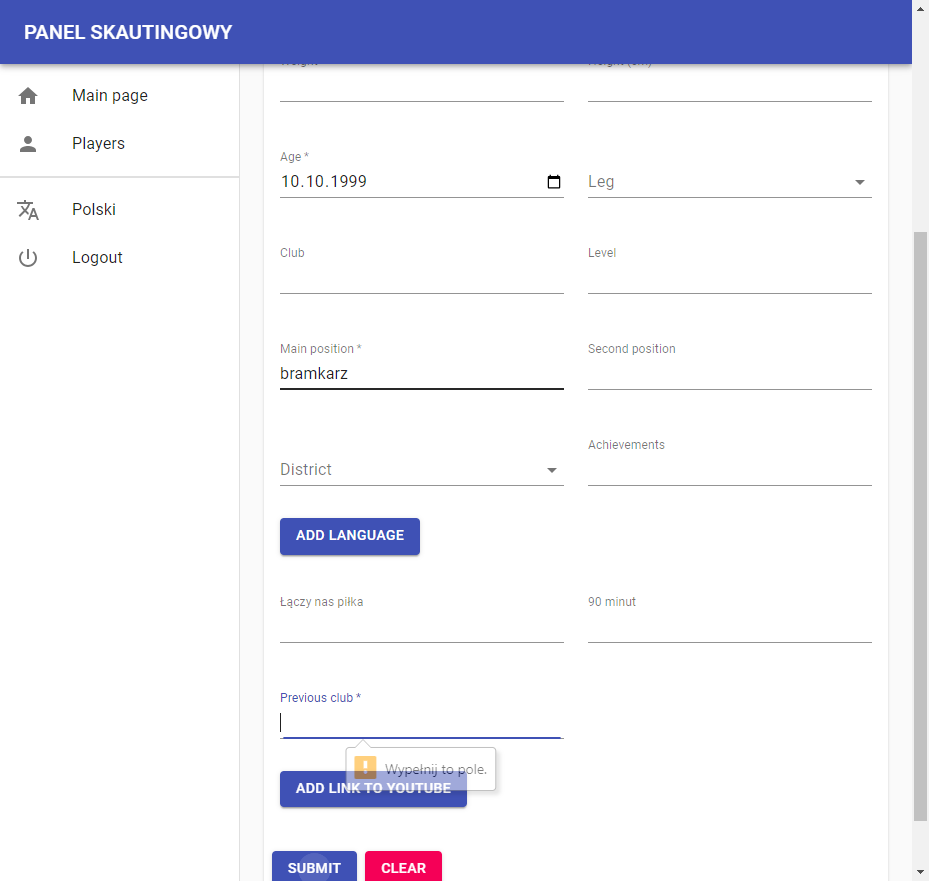 PANEL SKAUTINGOWY
Main page
Players
Polski
Logout
Age *
10.10.1999
Leg
Club
Level
Main position *
bramkarz
Second position
District
Achievements
ADD LANGUAGE
Łączy nas piłka
90 minut
Previous club *
Wypełnij to pole.
ADD LINK TO YOUTUBE
SUBMIT
CLEAR